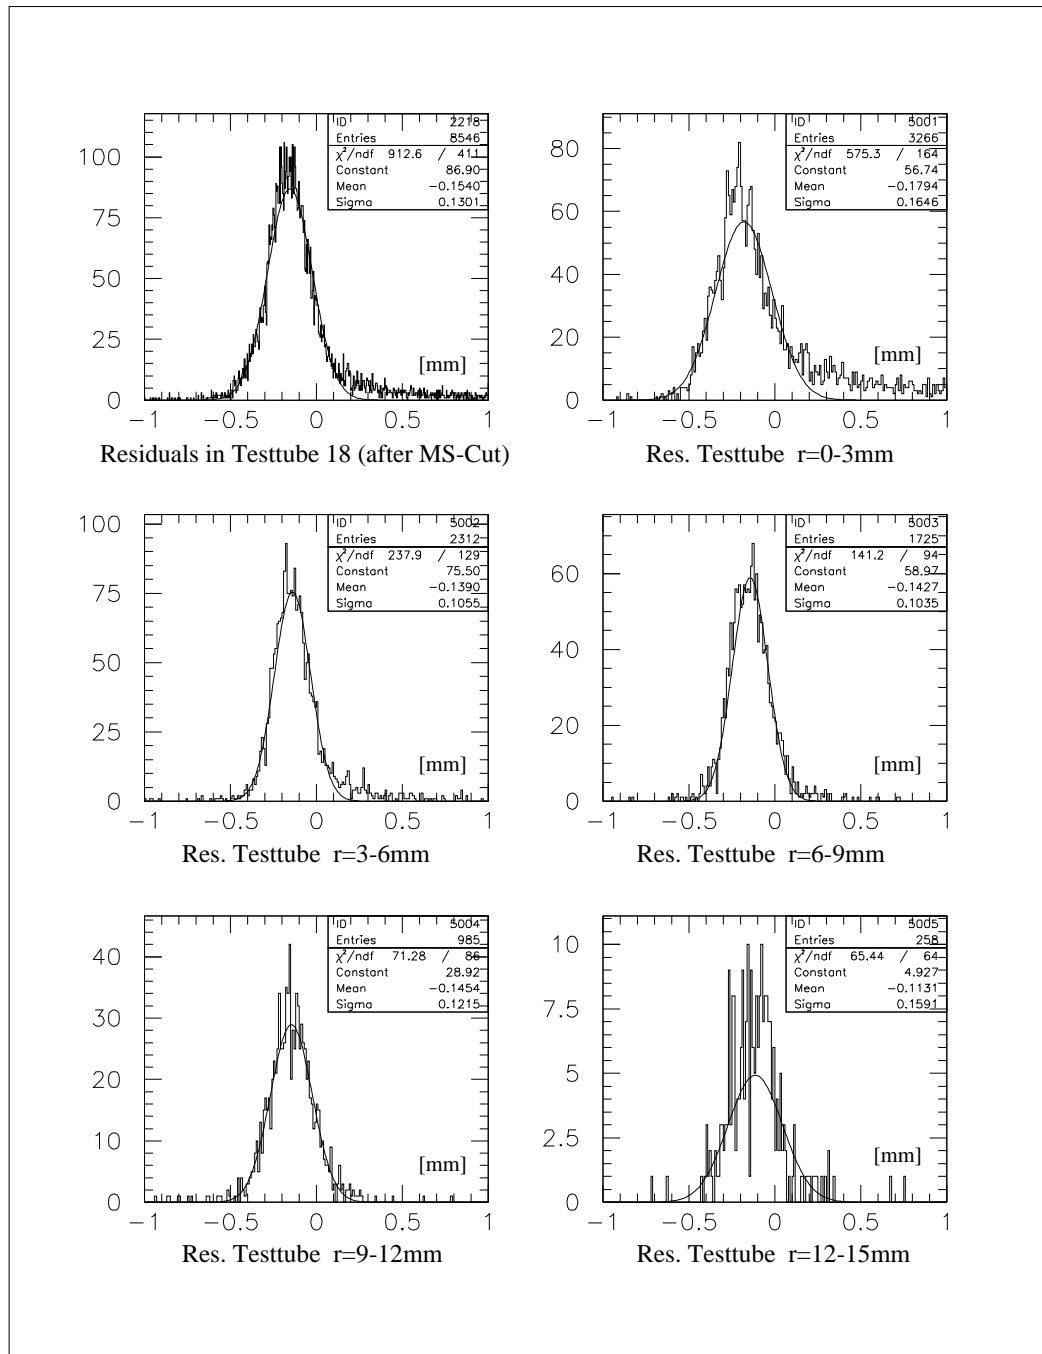 ID 2218
Entries 8546
χ²/ndf 912.6 / 411
Constant 86.90
Mean -0.1540
Sigma 0.1301
100
75
50
25
0
[mm]
-1 -0.5 0 0.5 1
Residuals in Testtube 18 (after MS-Cut)
ID 5001
Entries 3266
χ²/ndf 575.3 / 164
Constant 56.74
Mean -0.1794
Sigma 0.1646
80
60
40
20
0
[mm]
-1 -0.5 0 0.5 1
Res. Testtube r=0-3mm
ID 5002
Entries 2312
χ²/ndf 237.9 / 129
Constant 75.50
Mean -0.1390
Sigma 0.1055
100
75
50
25
0
[mm]
-1 -0.5 0 0.5 1
Res. Testtube r=3-6mm
ID 5003
Entries 1725
χ²/ndf 141.2 / 94
Constant 58.97
Mean -0.1427
Sigma 0.1035
60
40
20
0
[mm]
-1 -0.5 0 0.5 1
Res. Testtube r=6-9mm
ID 5004
Entries 985
χ²/ndf 71.28 / 86
Constant 28.92
Mean -0.1454
Sigma 0.1215
40
30
20
10
0
[mm]
-1 -0.5 0 0.5 1
Res. Testtube r=9-12mm
ID 5005
Entries 258
χ²/ndf 65.44 / 64
Constant 4.927
Mean -0.1131
Sigma 0.1591
10
7.5
5
2.5
0
[mm]
-1 -0.5 0 0.5 1
Res. Testtube r=12-15mm